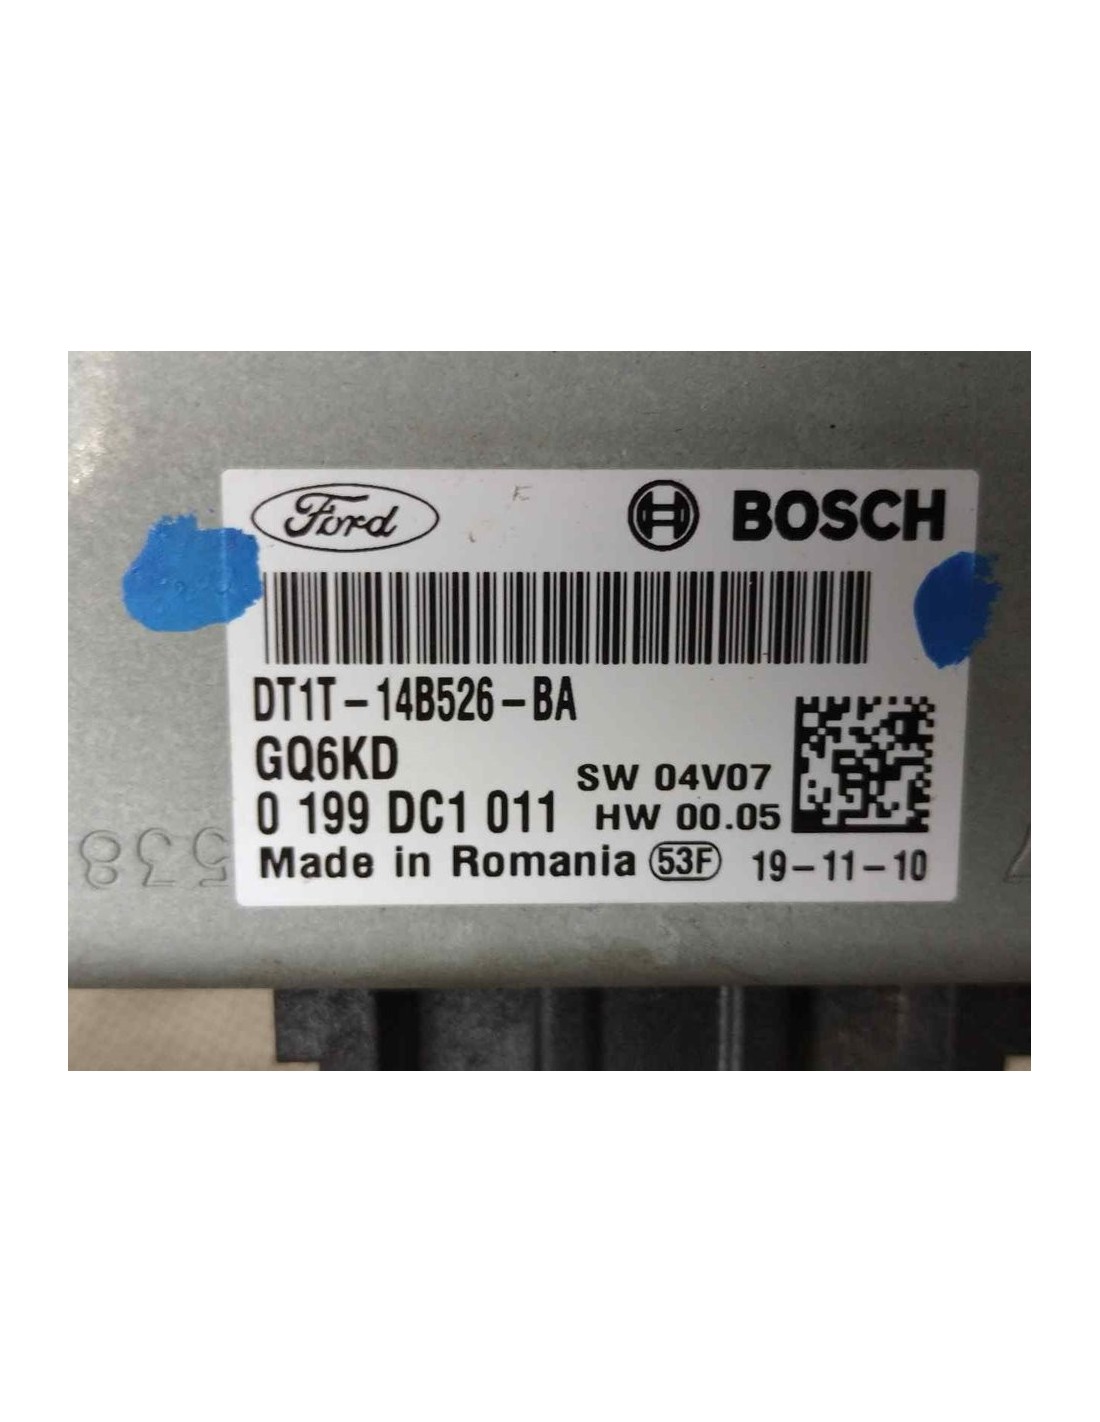 Ford BOSCH
DT1T-14B526-BA
GQ6KD
SW 04V07
0 199 DC1 011 HW 00.05
Made in Romania 53F 19-11-10
538